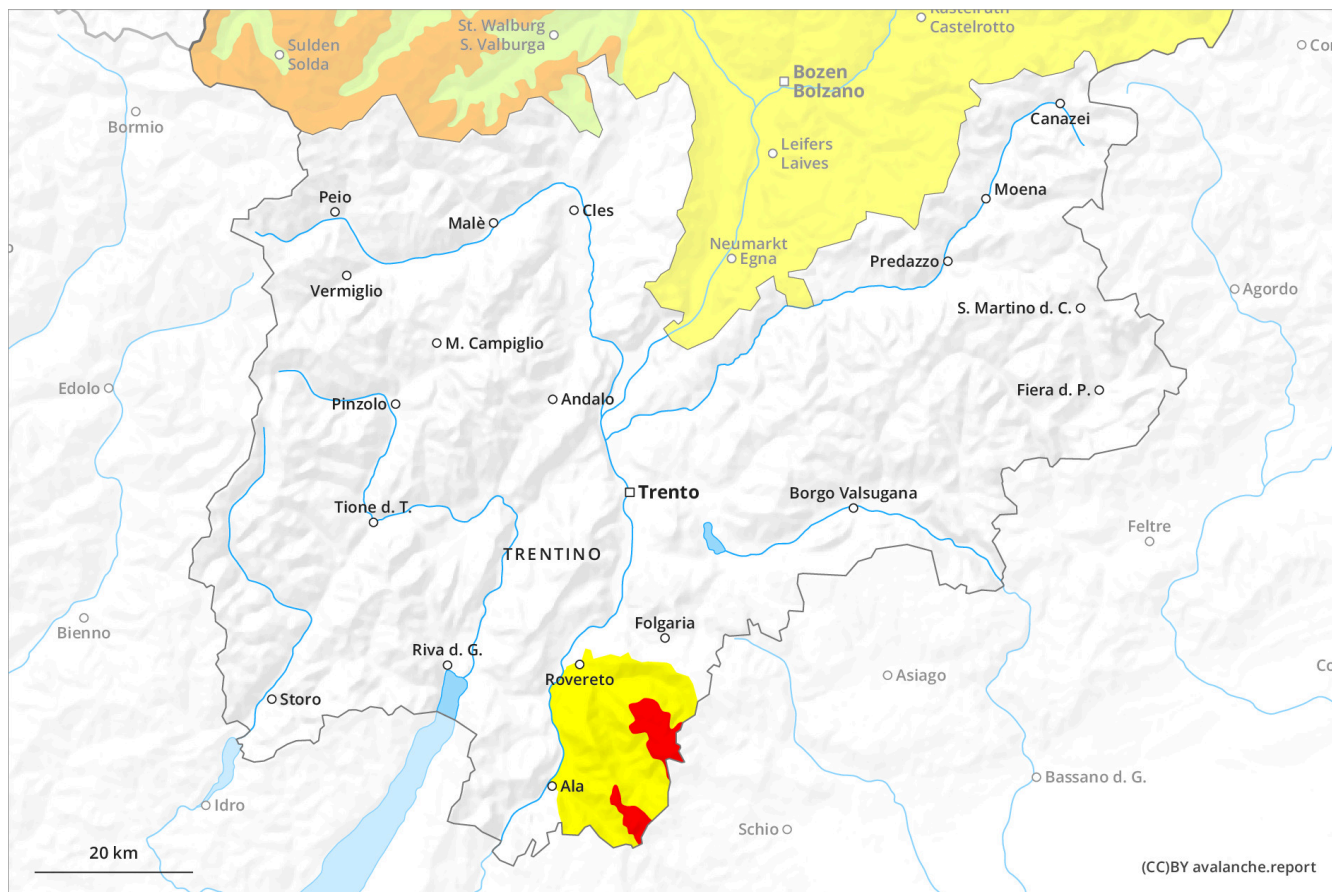 Kastelruth
Castelrotto
St. Walburg
S. Valburga
Sulden
Solda
Bozen
Bolzano
Bormio
Canazei
Leifers
Laives
Peio
Malè
Cles
Moena
Neumarkt
Egna
Predazzo
Vermiglio
Agordo
S. Martino d. C.
M. Campiglio
Edolo
Pinzolo
Andalo
Fiera d. P.
Trento
Borgo Valsugana
Tione d. T.
Feltre
TRENTINO
Bienno
Folgaria
Riva d. G.
Rovereto
Asiago
Storo
Ala
Bassano d. G.
Idro
Schio
20 km
(CC)BY avalanche.report